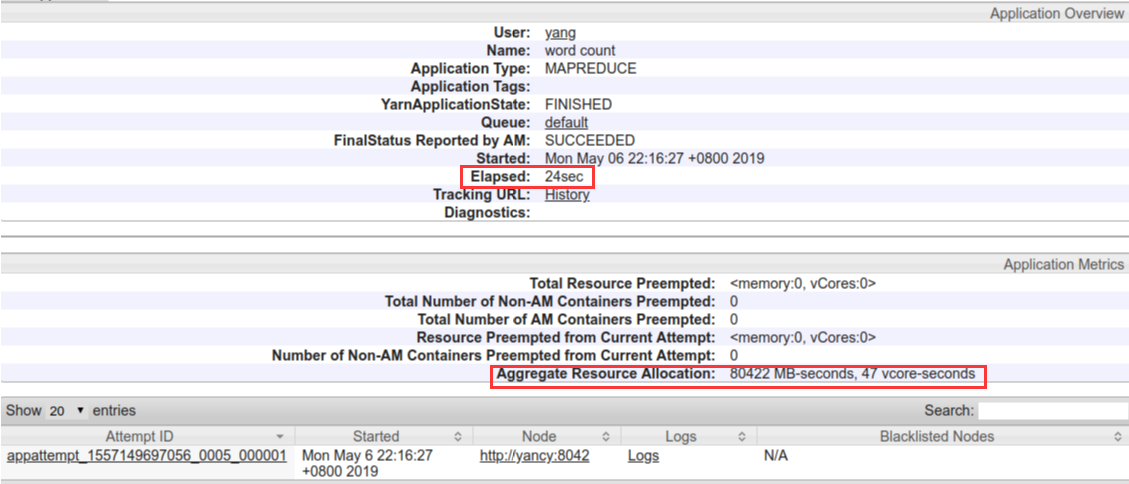 Application Overview
User: yang
Name: word count
Application Type: MAPREDUCE
Application Tags:
YarnApplicationState: FINISHED
Queue: default
FinalStatus Reported by AM: SUCCEEDED
Started: Mon May 06 22:16:27 +0800 2019
Elapsed: 24sec
Tracking URL: History
Diagnostics:
Application Metrics
Total Resource Preempted: <memory:0, vCores:0>
Total Number of Non-AM Containers Preempted: 0
Total Number of AM Containers Preempted: 0
Resource Preempted from Current Attempt: <memory:0, vCores:0>
Number of Non-AM Containers Preempted from Current Attempt: 0
Aggregate Resource Allocation: 80422 MB-seconds, 47 vcore-seconds
Show 20 entries Search:
Attempt ID Started Node Logs Blacklisted Nodes
appattempt_1557149697056_0005_000001 Mon May 6 22:16:27 http://yancy:8042 Logs N/A
+0800 2019